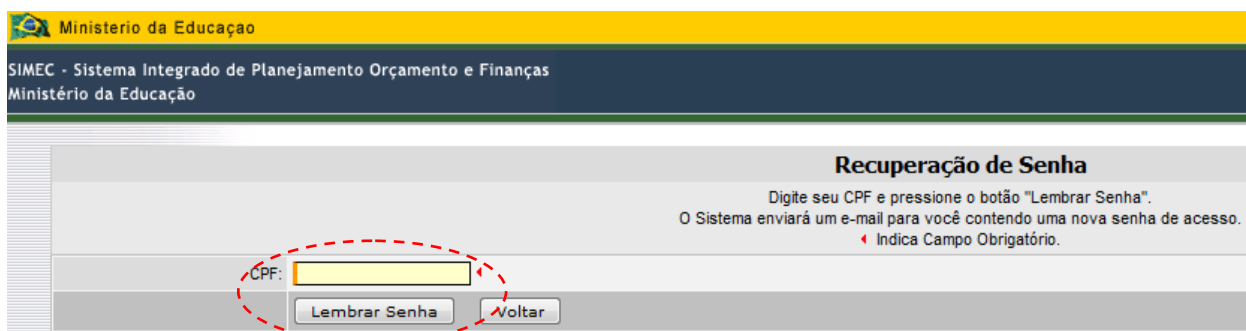 Ministerio da Educaçao
SIMEC - Sistema Integrado de Planejamento Orçamento e Finanças
Ministério da Educação
Recuperação de Senha
Digite seu CPF e pressione o botão "Lembrar Senha".
O Sistema enviará um e-mail para você contendo uma nova senha de acesso.
Indica Campo Obrigatório.
CPF:
Lembrar Senha Voltar